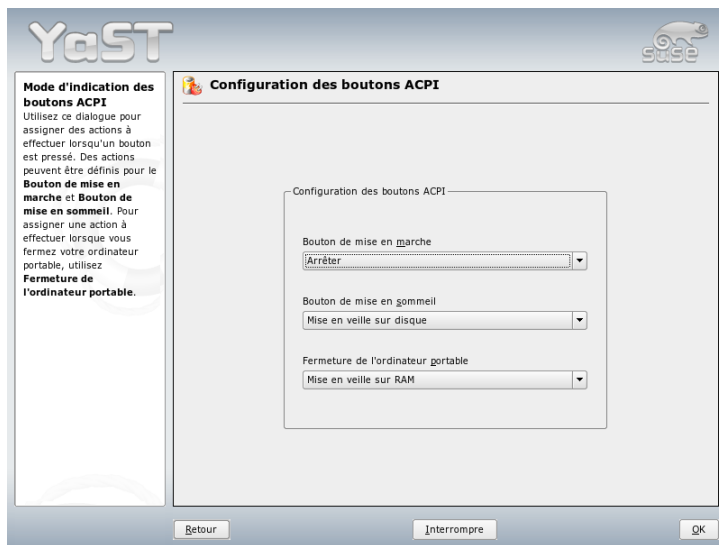 YaST
SUSE
Mode d'indication des
boutons ACPI
Utilisez ce dialogue pour
assigner des actions à
effectuer lorsqu'un bouton
est pressé. Des actions
peuvent être définis pour le
Bouton de mise en
marche et Bouton de
mise en sommeil. Pour
assigner une action à
effectuer lorsque vous
fermez votre ordinateur
portable, utilisez
Fermeture de
l'ordinateur portable.
Configuration des boutons ACPI
Configuration des boutons ACPI
Bouton de mise en marche
Arrêter
Bouton de mise en sommeil
Mise en veille sur disque
Fermeture de l'ordinateur portable
Mise en veille sur RAM
Retour
Interrompre
OK